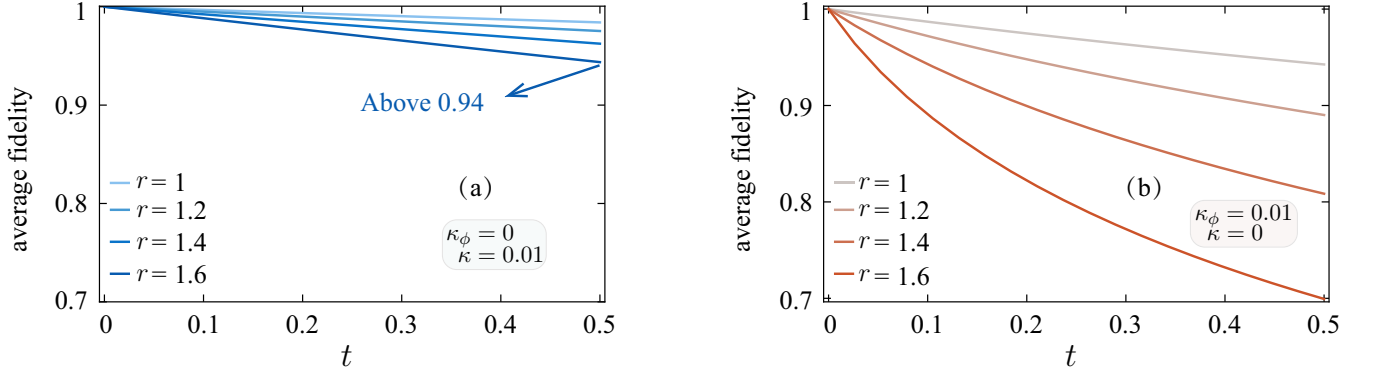 average fidelity
1
0.9
0.8
0.7
Above 0.94
r = 1
r = 1.2
r = 1.4
r = 1.6
(a)
κ_ϕ = 0
κ = 0.01
0 0.1 0.2 0.3 0.4 0.5
t
average fidelity
1
0.9
0.8
0.7
r = 1
r = 1.2
r = 1.4
r = 1.6
(b)
κ_ϕ = 0.01
κ = 0
0 0.1 0.2 0.3 0.4 0.5
t